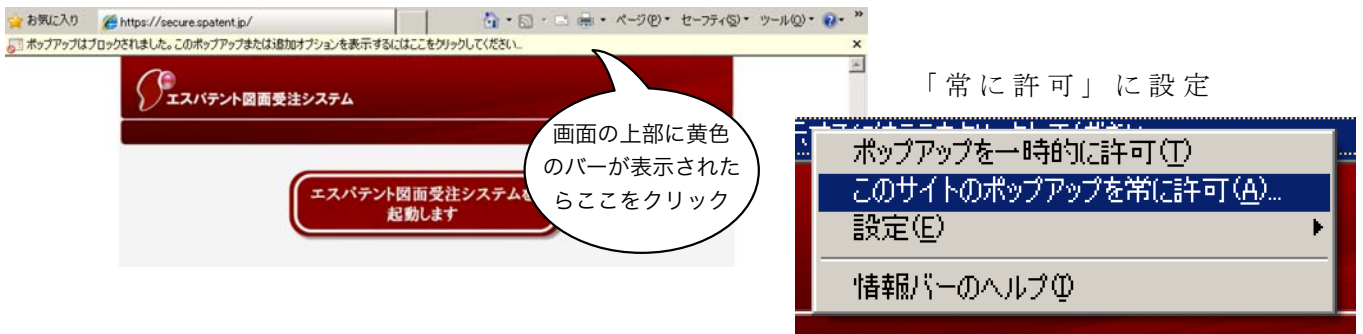 お気に入り https://secure.spatent.jp/ ページ(P) セーフティ(S) ツール(O)
ポップアップはブロックされました。このポップアップまたは追加オプションを表示するにはここをクリックしてください...
エスパテント図面受注システム
エスパテント図面受注システムを
起動します
画面の上部に黄色
のバーが表示された
らここをクリック
「常に許可」に設定
ポップアップを一時的に許可(T)
このサイトのポップアップを常に許可(A)...
設定(E)
情報バーのヘルプ(I)